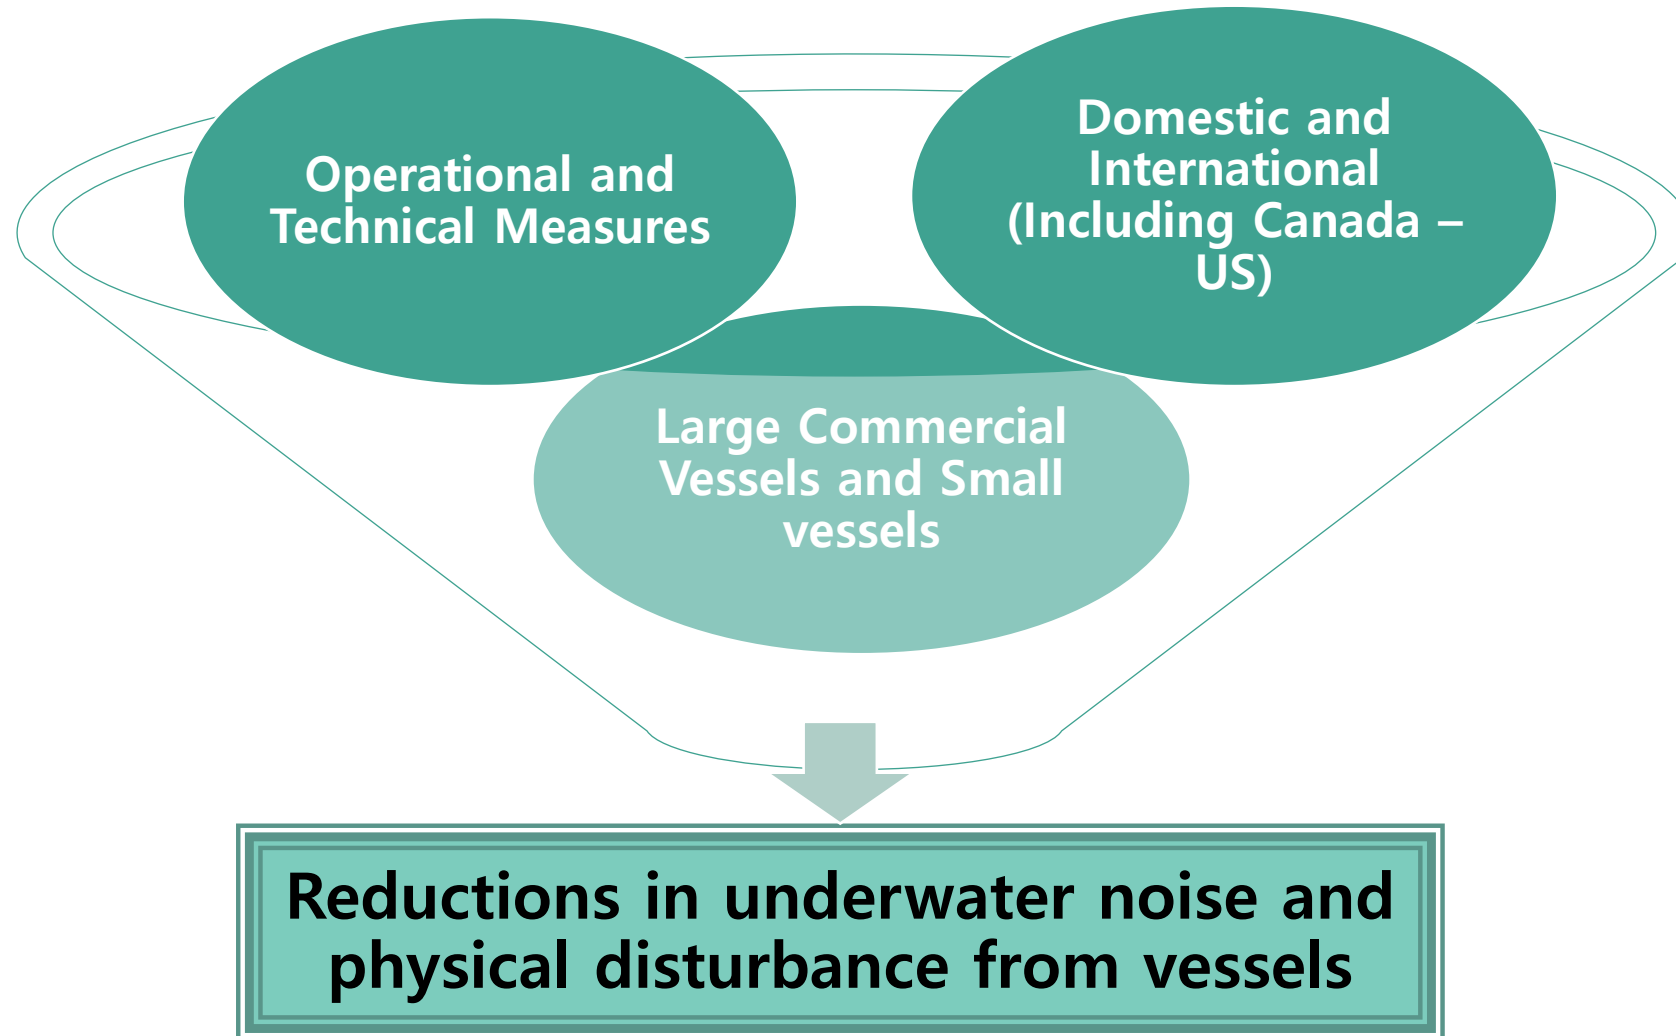 Operational and
Technical Measures
Domestic and
International
(Including Canada –
US)
Large Commercial
Vessels and Small
vessels
Reductions in underwater noise and
physical disturbance from vessels